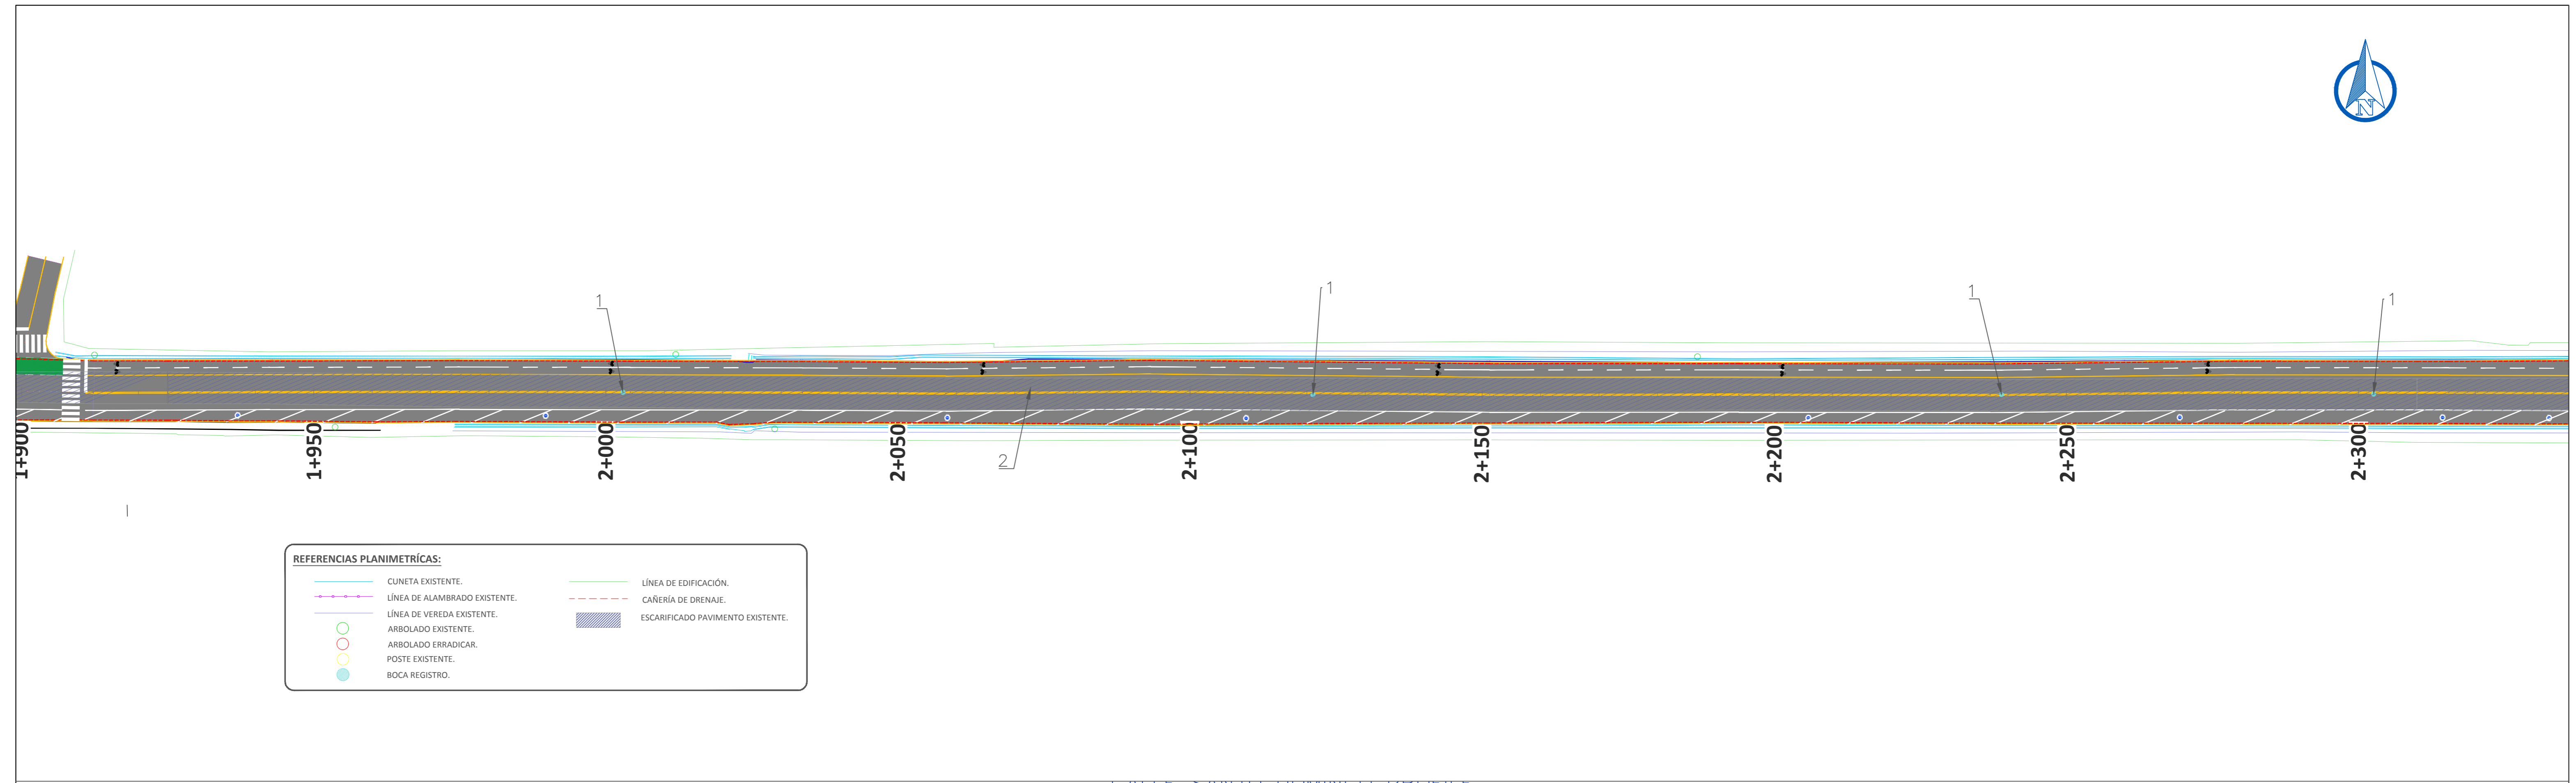 N
1
1
1
1
2
1+900
1+950
2+000
2+050
2+100
2+150
2+200
2+250
2+300
REFERENCIAS PLANIMETRÍCAS:
CUNETA EXISTENTE.
LÍNEA DE ALAMBRADO EXISTENTE.
LÍNEA DE VEREDA EXISTENTE.
ARBOLADO EXISTENTE.
ARBOLADO ERRADICAR.
POSTE EXISTENTE.
BOCA REGISTRO.
LÍNEA DE EDIFICACIÓN.
CAÑERÍA DE DRENAJE.
ESCARIFICADO PAVIMENTO EXISTENTE.